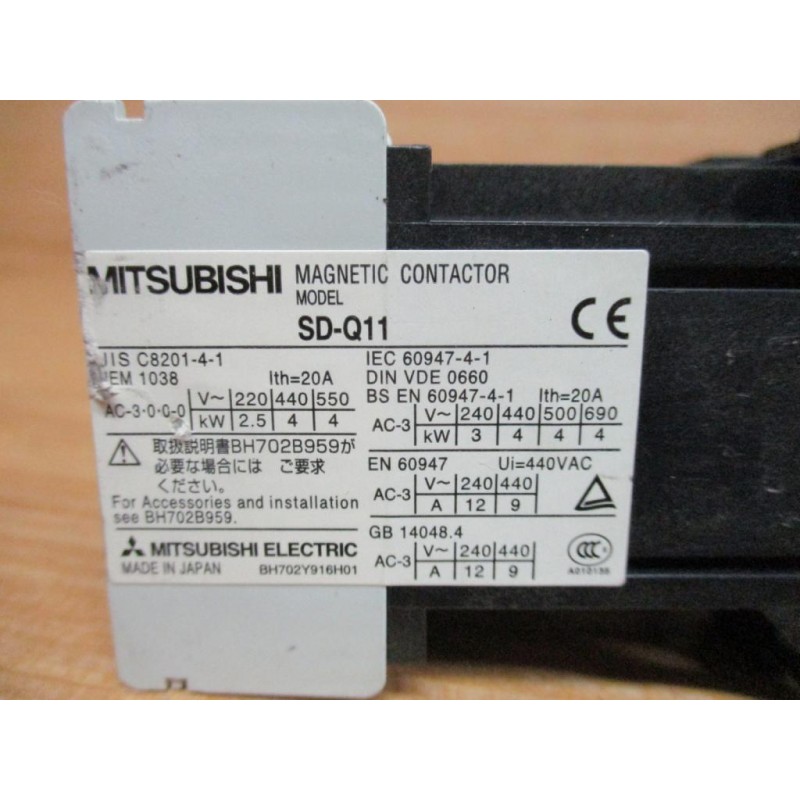 MITSUBISHI MAGNETIC CONTACTOR
MODEL
SD-Q11
CE
JIS C8201-4-1
JEM 1038 Ith=20A
AC-3·0·0-0 V~ 220 440 550
kW 2.5 4 4
取扱説明書BH702B959が
必要な場合には ご要求
ください。
For Accessories and installation
see BH702B959.
MITSUBISHI ELECTRIC
MADE IN JAPAN BH702Y916H01
IEC 60947-4-1
DIN VDE 0660
BS EN 60947-4-1 Ith=20A
AC-3 V~ 240 440 500 690
kW 3 4 4 4
EN 60947 Ui=440VAC
AC-3 V~ 240 440
A 12 9
GB 14048.4
AC-3 V~ 240 440
A 12 9
CCC